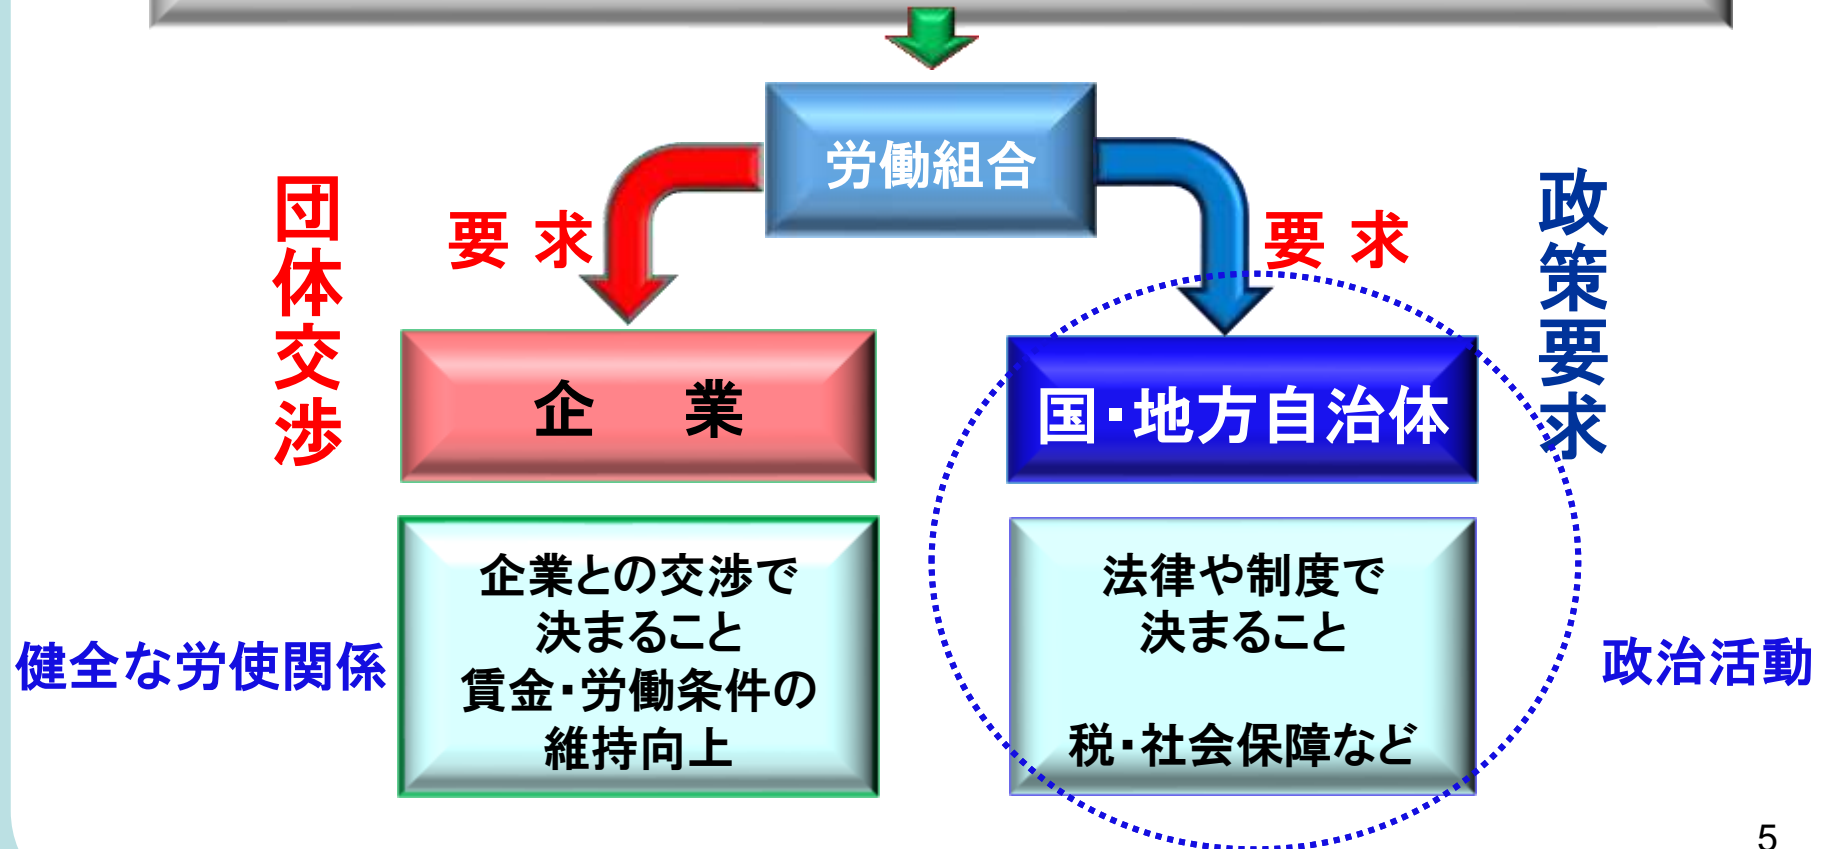 労働組合
団体交渉
要 求
要 求
政策要求
企　業
国・地方自治体
企業との交渉で
決まること
賃金・労働条件の
維持向上
法律や制度で
決まること
税・社会保障など
健全な労使関係
政治活動
5